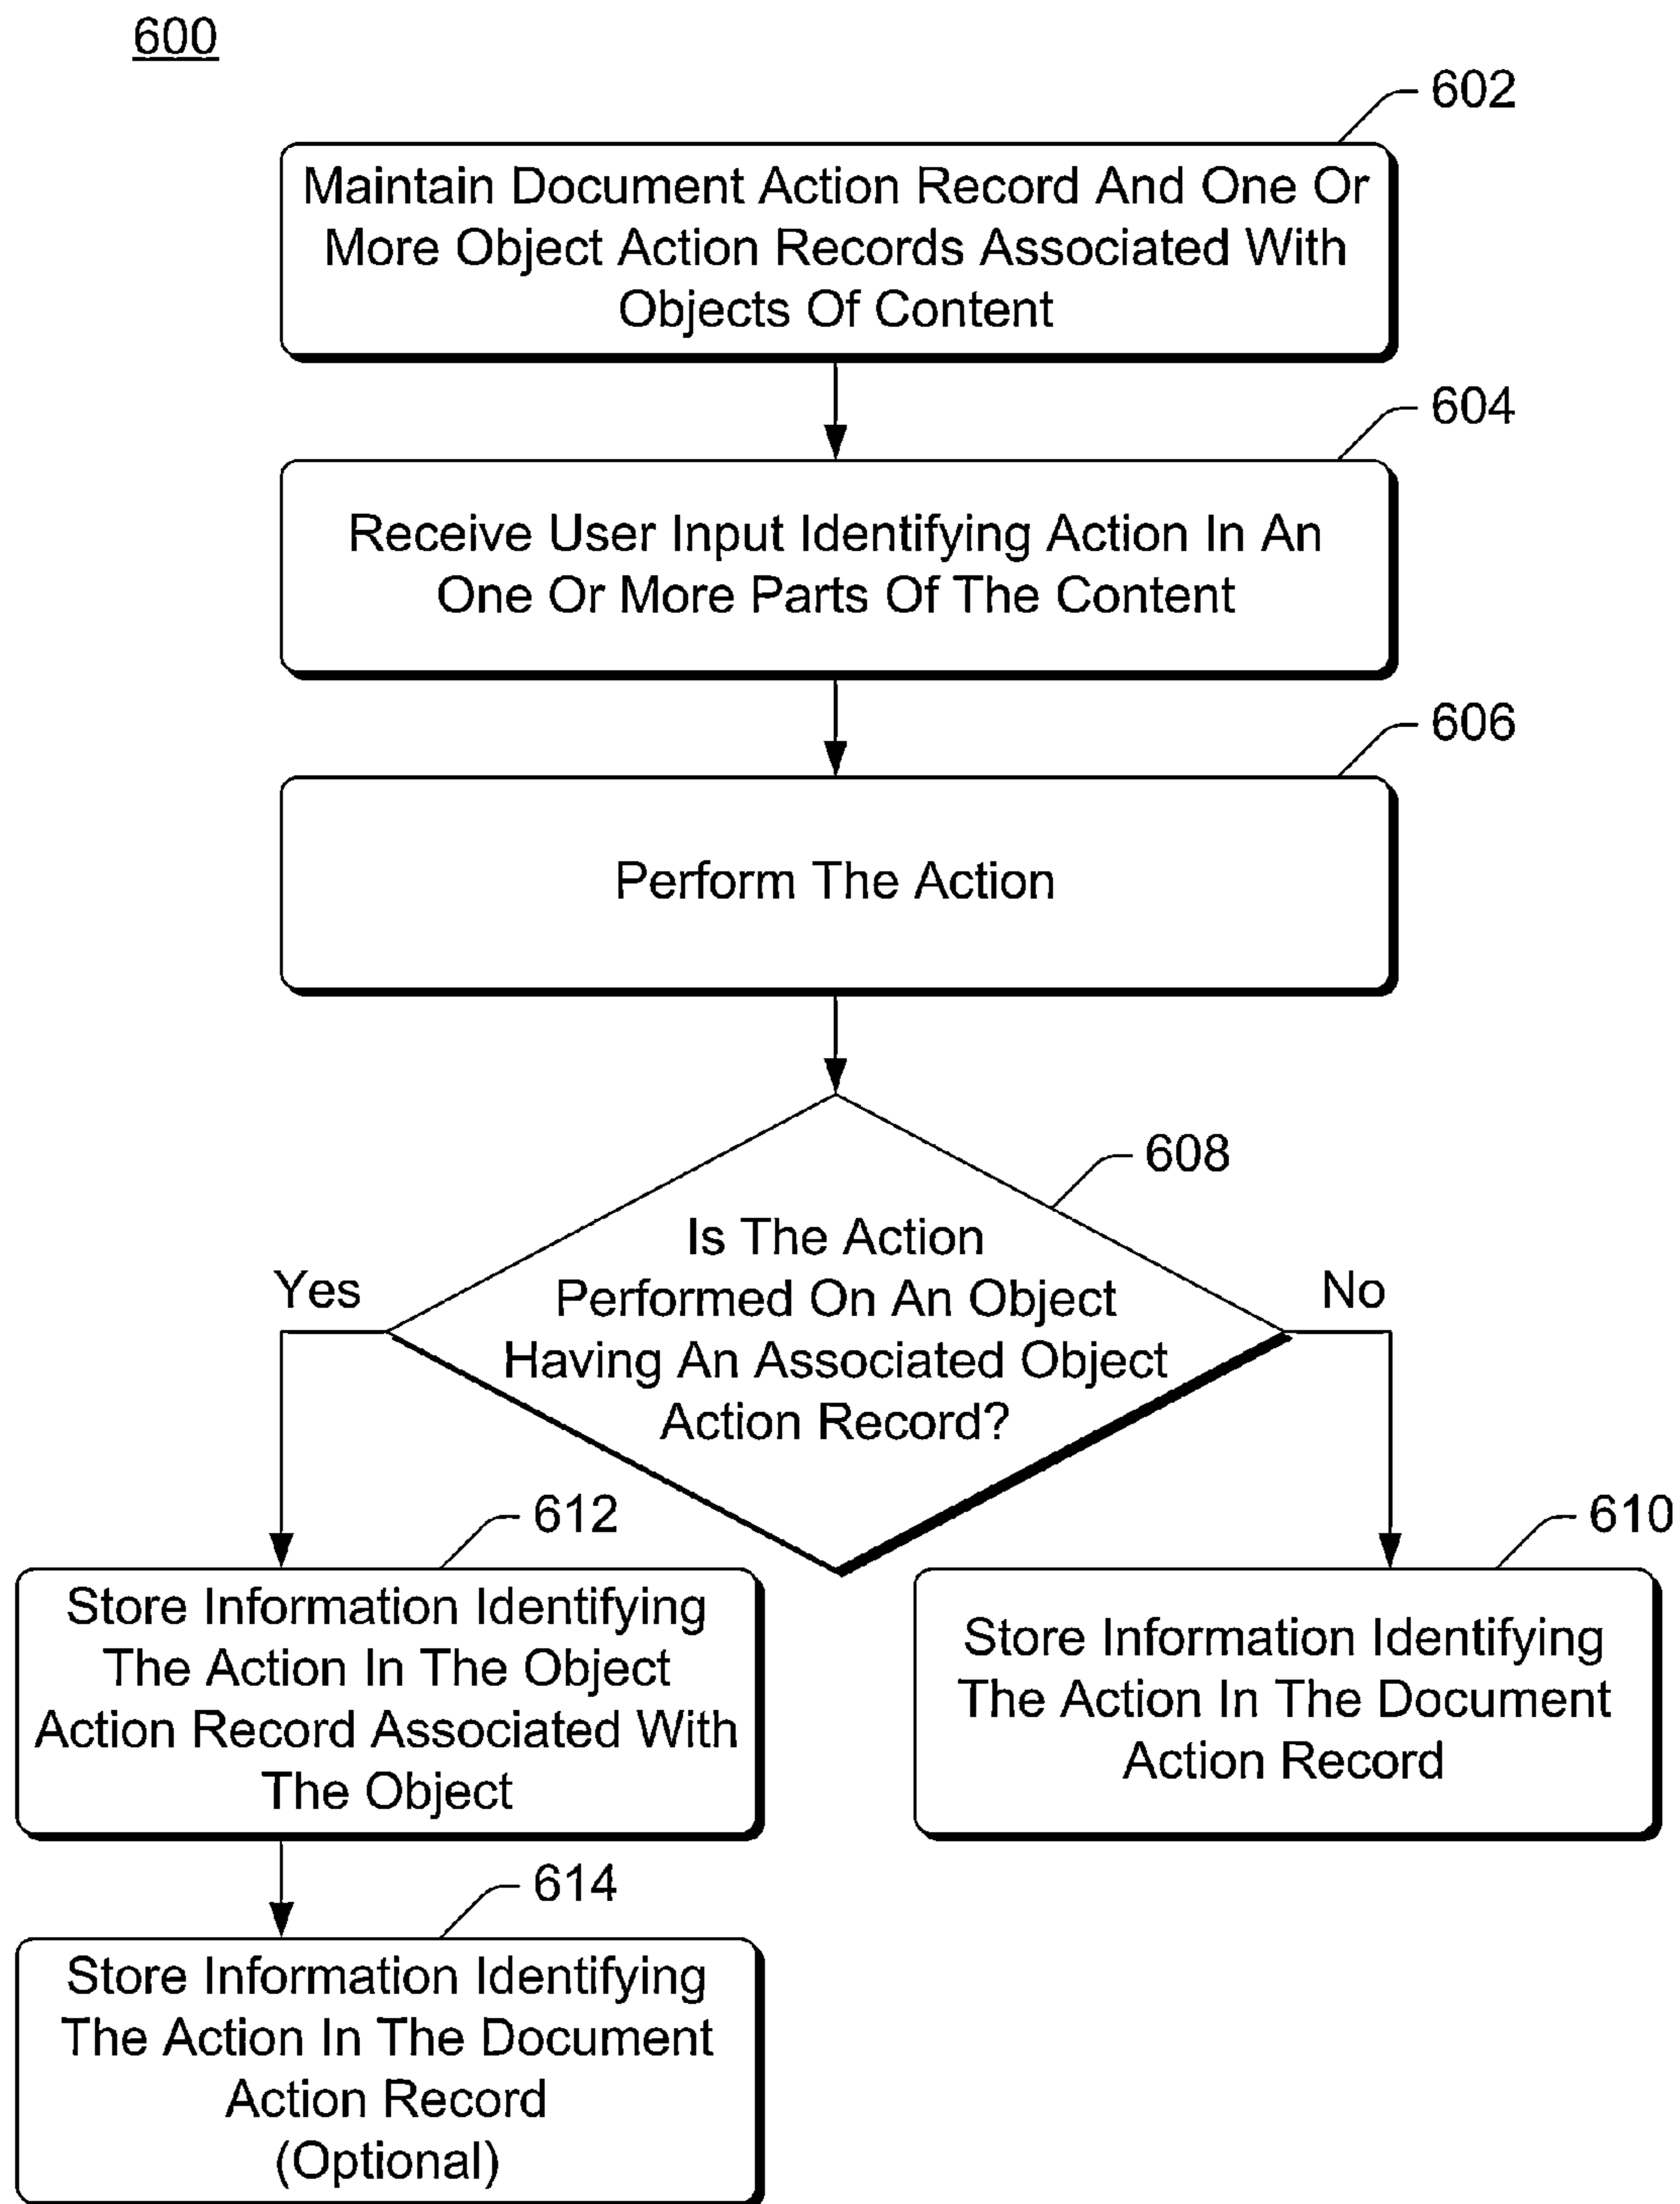 600
602
Maintain Document Action Record And One Or
More Object Action Records Associated With
Objects Of Content
604
Receive User Input Identifying Action In An
One Or More Parts Of The Content
606
Perform The Action
608
Is The Action
Performed On An Object
Having An Associated Object
Action Record?
Yes
No
612
Store Information Identifying
The Action In The Object
Action Record Associated With
The Object
610
Store Information Identifying
The Action In The Document
Action Record
614
Store Information Identifying
The Action In The Document
Action Record
(Optional)